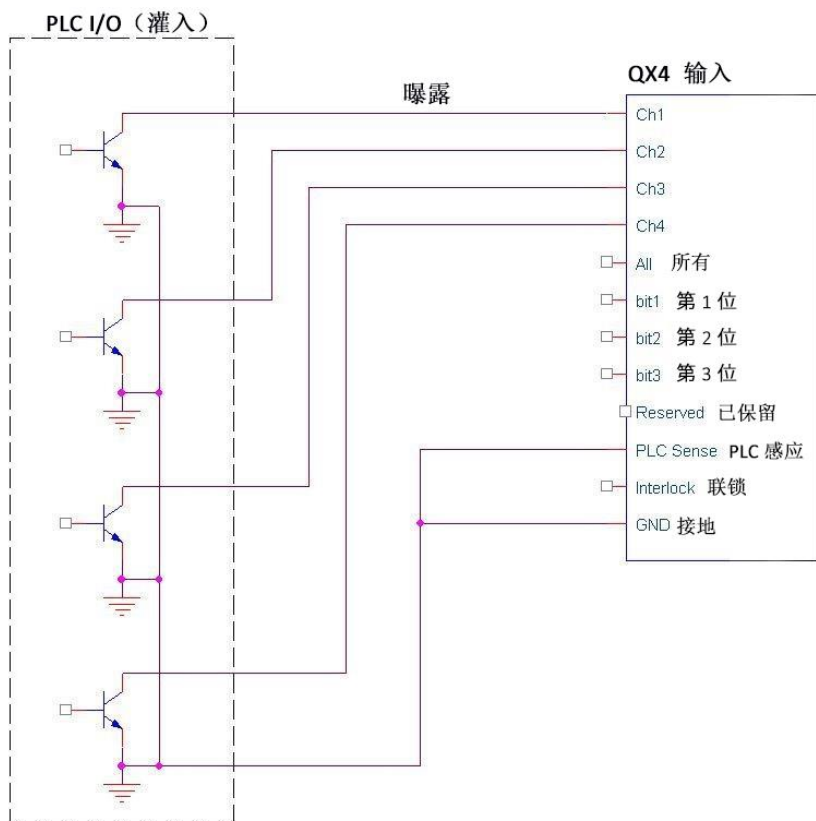 PLC I/O（灌入）
QX4 输入
曝露
Ch1
Ch2
Ch3
Ch4
All 所有
bit1 第 1 位
bit2 第 2 位
bit3 第 3 位
Reserved 已保留
PLC Sense PLC 感应
Interlock 联锁
GND 接地